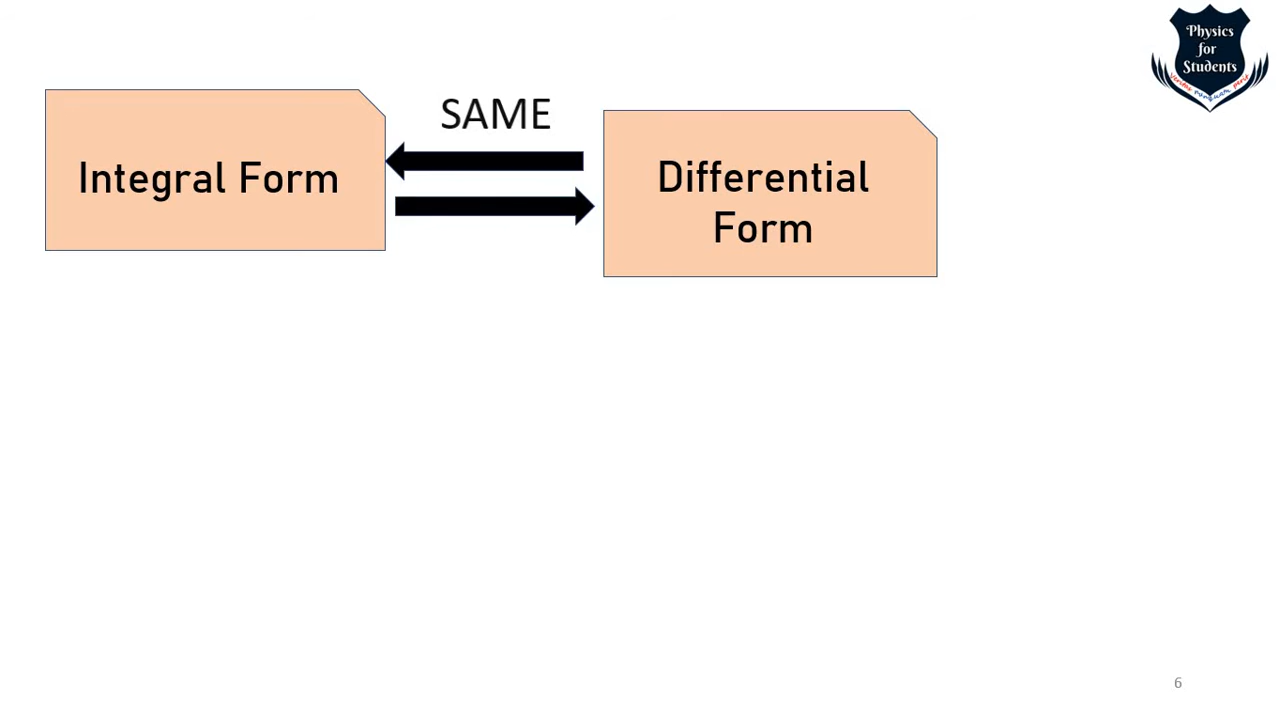 Physics
for
Students
SAME
Integral Form
Differential
Form
6